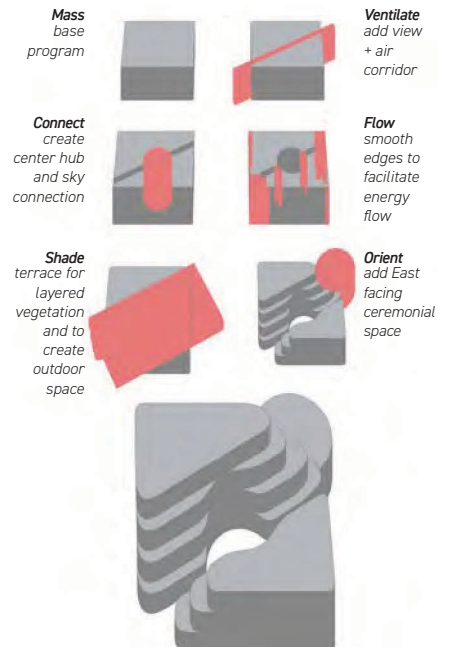 Mass
base
program
Ventilate
add view
+ air
corridor
Connect
create
center hub
and sky
connection
Flow
smooth
edges to
facilitate
energy
flow
Shade
terrace for
layered
vegetation
and to
create
outdoor
space
Orient
add East
facing
ceremonial
space